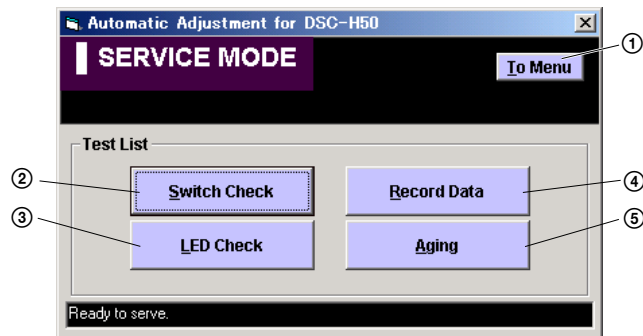 Automatic Adjustment for DSC-H50
SERVICE MODE
To Menu
①
Test List
② Switch Check
Record Data ④
③ LED Check
Aging ⑤
Ready to serve.